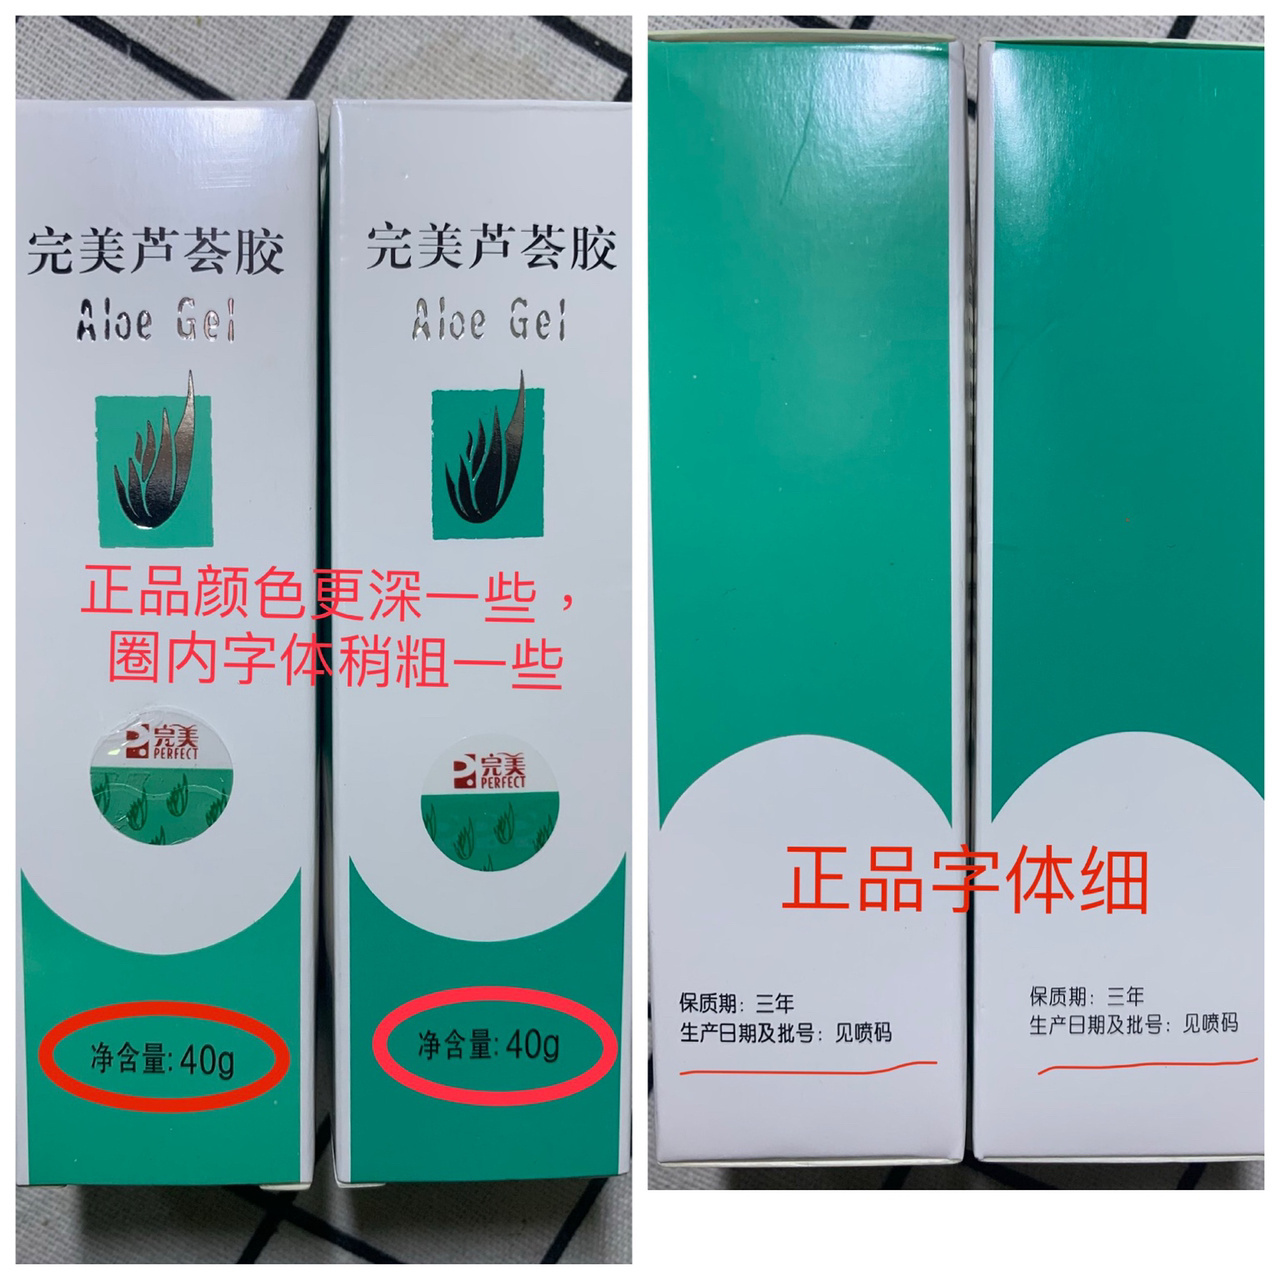 完美芦荟胶
Aloe Gel
完美芦荟胶
Aloe Gel
正品颜色更深一些，
圈内字体稍粗一些
完美
PERFECT
完美
PERFECT
净含量: 40g
净含量: 40g
正品字体细
保质期：三年
生产日期及批号：见喷码
保质期：三年
生产日期及批号：见喷码